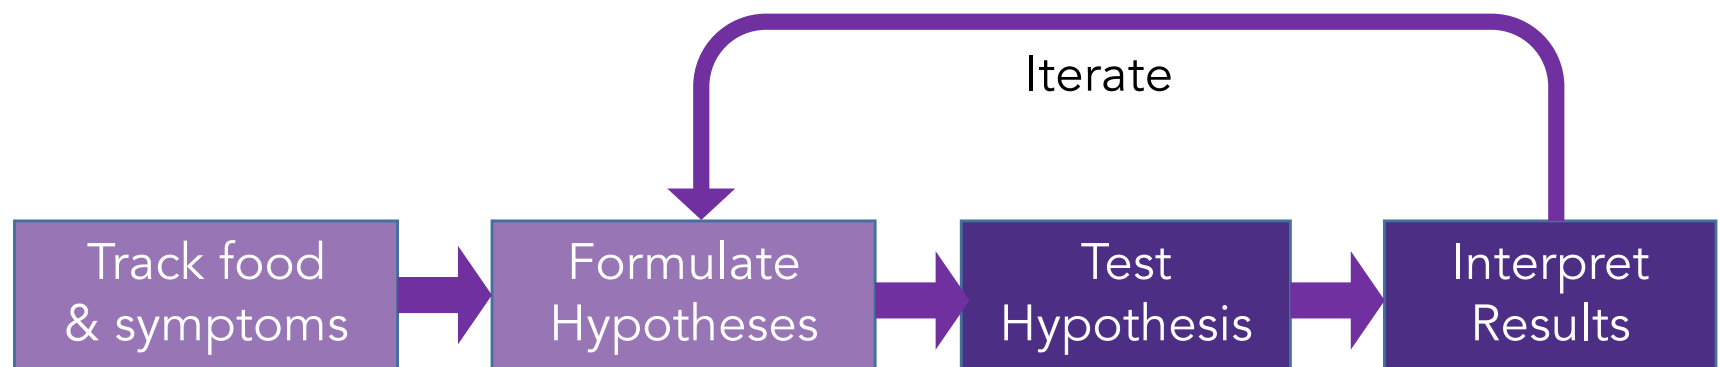 Iterate
Track food
& symptoms
Formulate
Hypotheses
Test
Hypothesis
Interpret
Results